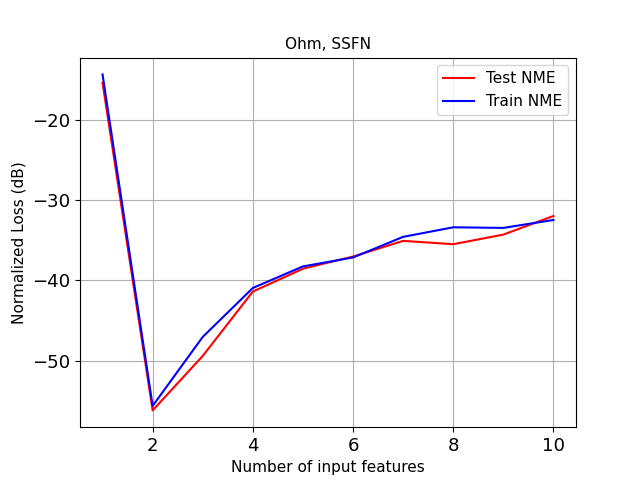 Ohm, SSFN
Test NME
Train NME
Normalized Loss (dB)
−20
−30
−40
−50
2 4 6 8 10
Number of input features